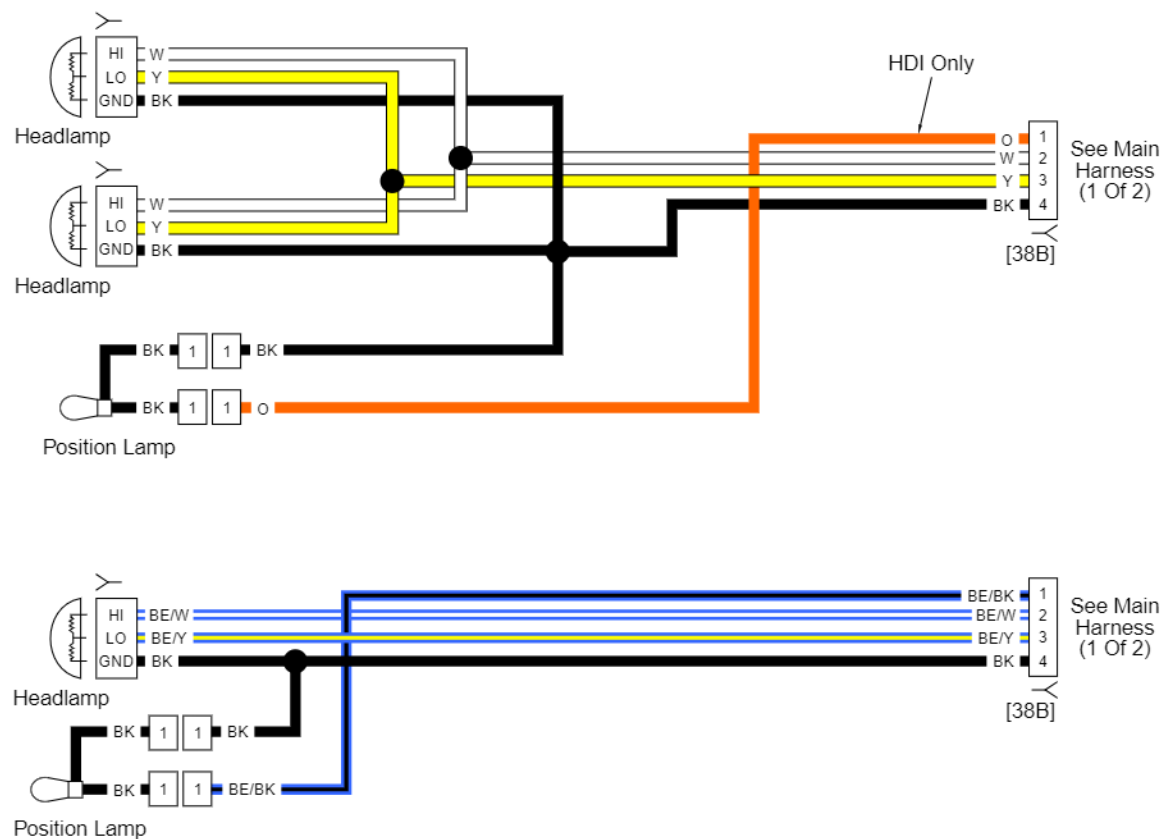 HI W
LO Y
GND BK
Headlamp
HI W
LO Y
GND BK
Headlamp
HDI Only
O 1
W 2
Y 3
BK 4
See Main
Harness
(1 Of 2)
[38B]
BK 1 1 BK
BK 1 1 O
Position Lamp
HI BE/W
LO BE/Y
GND BK
Headlamp
BE/BK 1
BE/W 2
BE/Y 3
BK 4
See Main
Harness
(1 Of 2)
[38B]
BK 1 1 BK
BK 1 1 BE/BK
Position Lamp